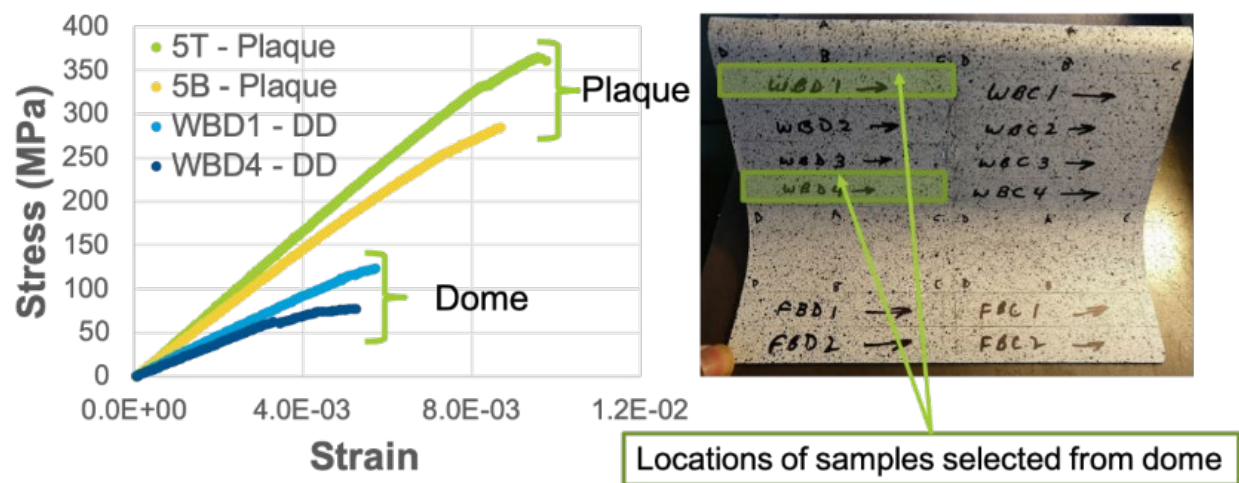 400
350
300
250
200
150
100
50
0
Stress (MPa)
5T - Plaque
5B - Plaque
WBD1 - DD
WBD4 - DD
Plaque
Dome
0.0E+00 4.0E-03 8.0E-03 1.2E-02
Strain
A
D B C D B C
WBD1 WBC1
WBD2 WBC2
WBD3 WBC3
WBD4 WBC4
D A C D A C
D B C D B C
FBD1 FBC1
FBD2 FBC2
Locations of samples selected from dome